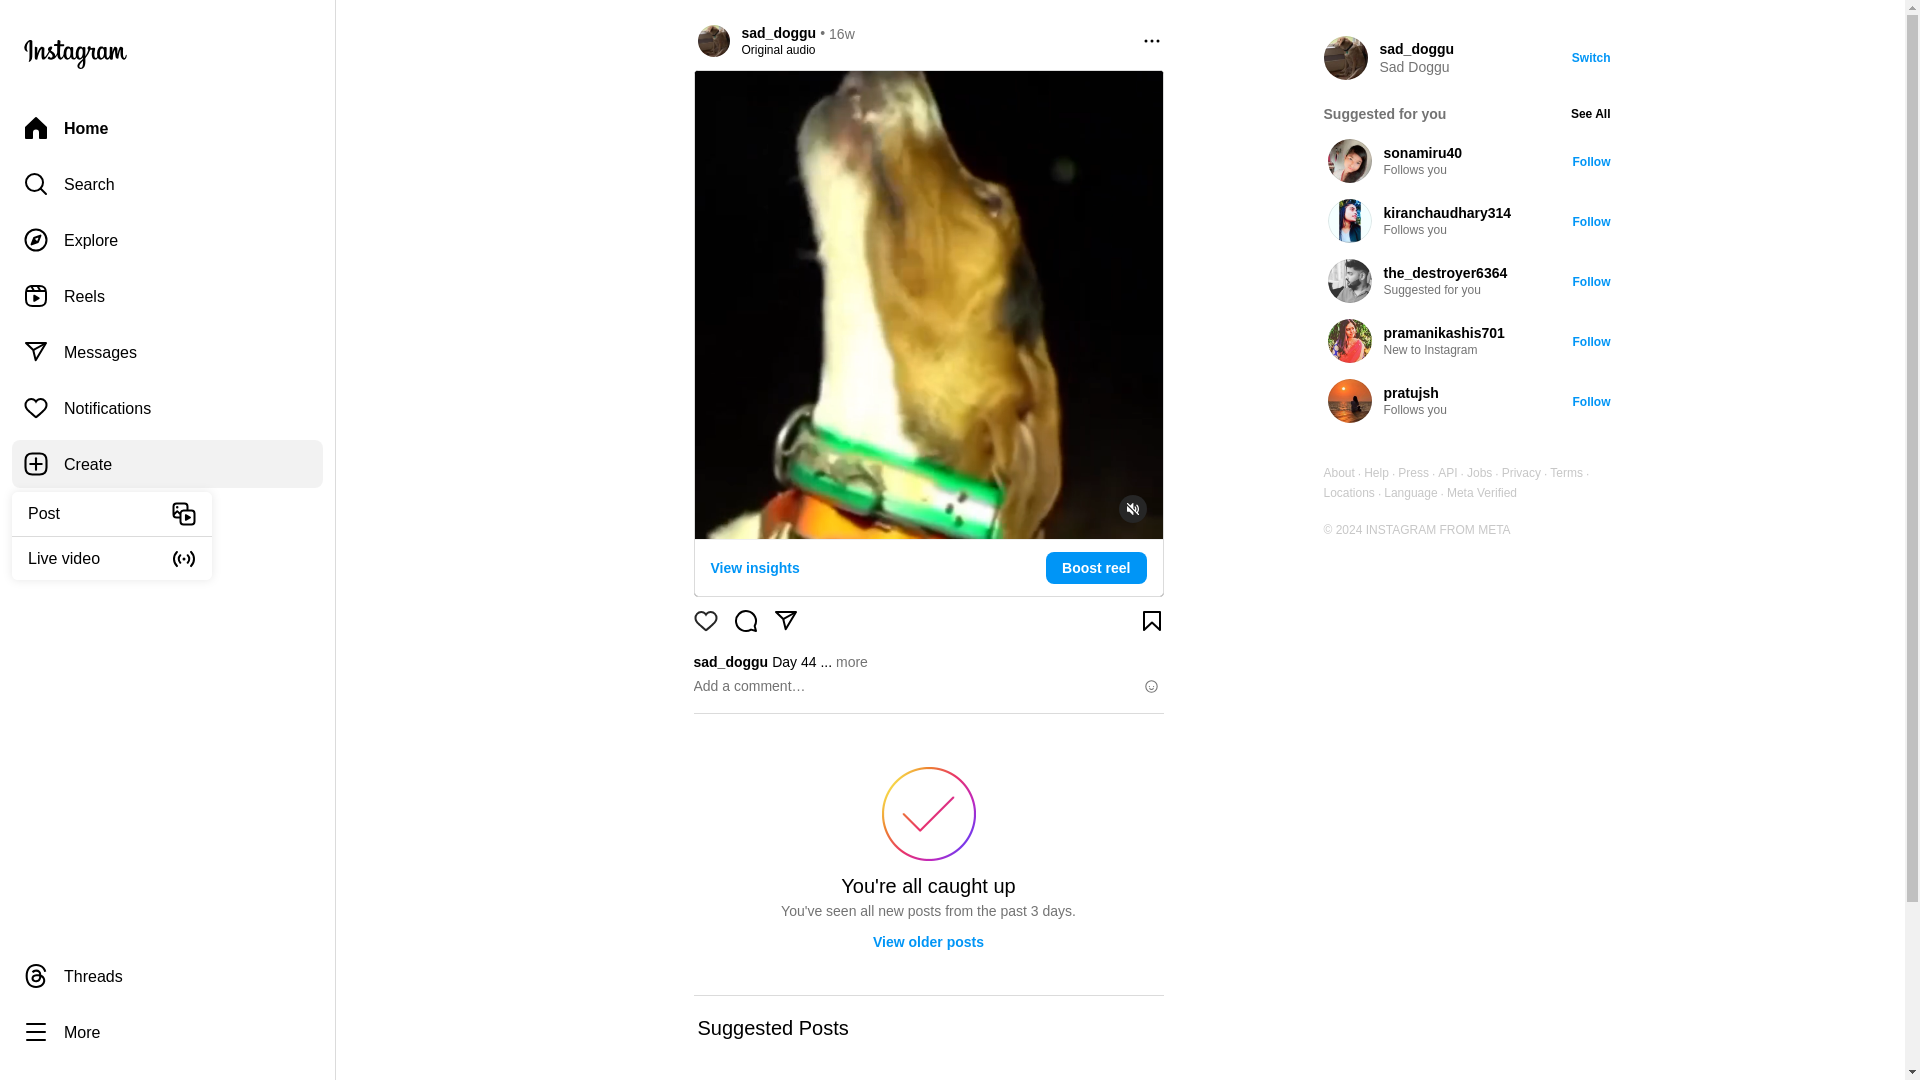 Instagram
Home
Search
Explore
Reels
Messages
Notifications
Create
Post
Live video
Threads
More
sad_doggu • 16w
Original audio
View insights
Boost reel
sad_doggu Day 44 ... more
Add a comment…
You're all caught up
You've seen all new posts from the past 3 days.
View older posts
Suggested Posts
sad_doggu
Sad Doggu
Switch
Suggested for you
See All
sonamiru40
Follows you
Follow
kiranchaudhary314
Follows you
Follow
the_destroyer6364
Suggested for you
Follow
pramanikashis701
New to Instagram
Follow
pratujsh
Follows you
Follow
About · Help · Press · API · Jobs · Privacy · Terms ·
Locations · Language · Meta Verified
© 2024 INSTAGRAM FROM META